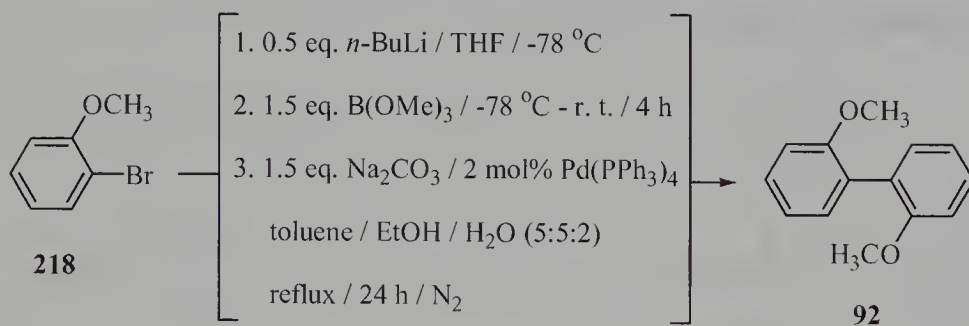 OCH₃
Br
218
1. 0.5 eq. n-BuLi / THF / -78 °C
2. 1.5 eq. B(OMe)₃ / -78 °C - r. t. / 4 h
3. 1.5 eq. Na₂CO₃ / 2 mol% Pd(PPh₃)₄
toluene / EtOH / H₂O (5:5:2)
reflux / 24 h / N₂
OCH₃
H₃CO
92